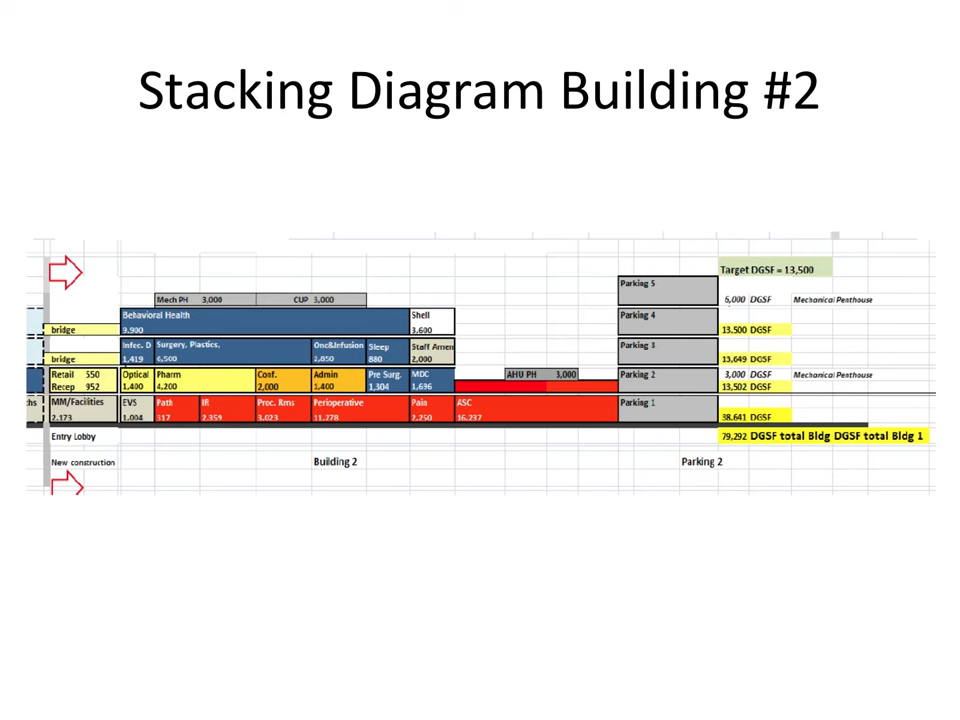 Stacking Diagram Building #2
Target DGSF = 13,500
Parking 5
Mech PH 3,000 CUP 3,000 6,000 DGSF Mechanical Penthouse
Behavioral Health Shell Parking 4
bridge 9,900 3,600 13,500 DGSF
Infec. D Surgery, Plastics. Onc&Infusion Sleep Staff Amen Parking 3
bridge 1,419 6,500 2,850 880 2,000 13,649 DGSF
Retail 550 Optical Pharm Conf. Admin Pre Surg. MDC AHU PH 3,000 Parking 2 3,000 DGSF Mechanical Penthouse
Recep 952 1,400 4,200 2,000 1,400 1,304 1,696 13,502 DGSF
hs MM/Facilities EVS Path IR Proc. Rms Perioperative Pain ASC Parking 1
2,173 1,004 317 2,359 3,023 11,278 2,250 16,237 38,641 DGSF
Entry Lobby 79,292 DGSF total Bldg DGSF total Bldg 1
New construction Building 2 Parking 2